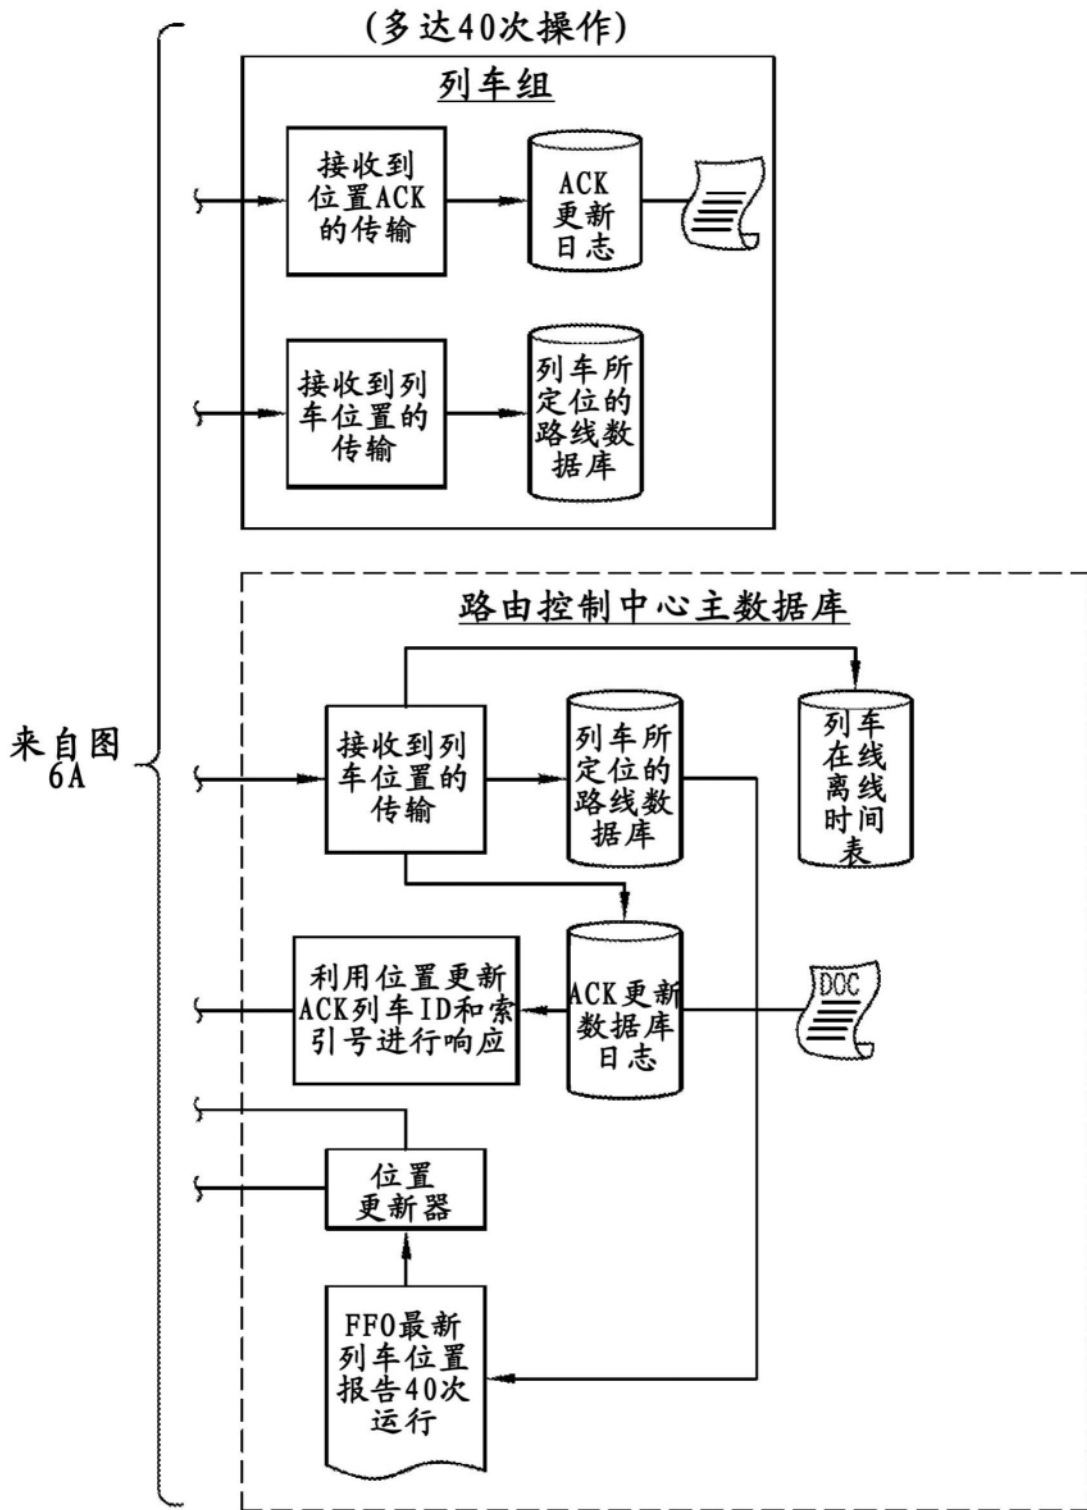 (多达40次操作)
列车组
接收到
位置ACK
的传输
ACK
更新
日志
接收到列
车位置的
传输
列车所
定位的
路线数
据库
路由控制中心主数据库
来自图
6A
接收到列
车位置的
传输
列车所
定位的
路线数
据库
列车
在线
离线
时间
表
利用位置更新
ACK列车ID和索
引号进行响应
ACK更新
数据库
日志
DOC
位置
更新器
FFO最新
列车位置
报告40次
运行